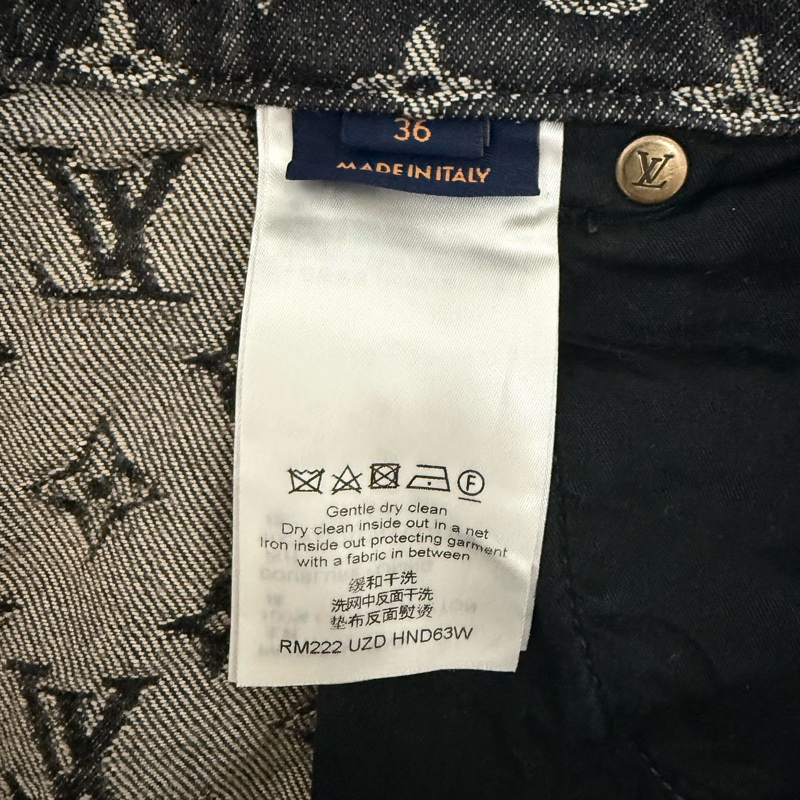 36
MADE IN ITALY
LV
F
Gentle dry clean
Dry clean inside out in a net
Iron inside out protecting garment
with a fabric in between
缓和干洗
洗网中反面干洗
垫布反面熨烫
RM222 UZD HND63W